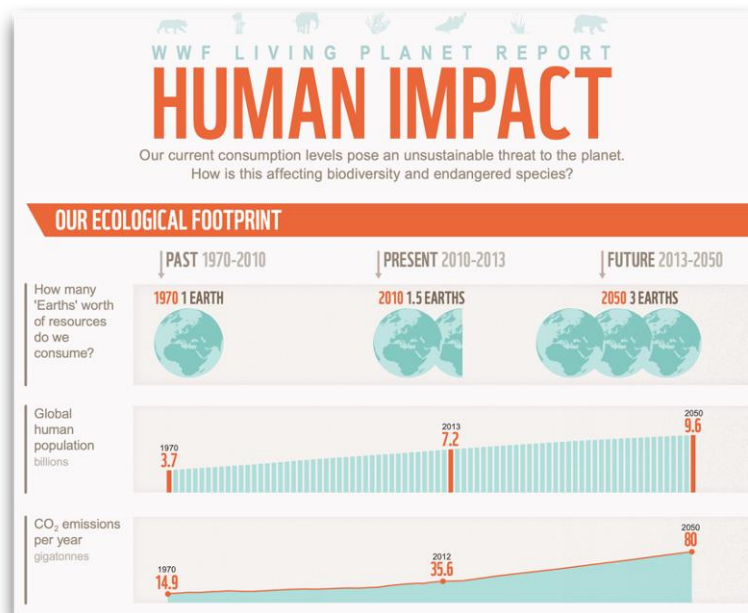 WWF LIVING PLANET REPORT
HUMAN IMPACT
Our current consumption levels pose an unsustainable threat to the planet.
How is this affecting biodiversity and endangered species?
OUR ECOLOGICAL FOOTPRINT
PAST 1970-2010
PRESENT 2010-2013
FUTURE 2013-2050
How many
'Earths' worth
of resources
do we
consume?
1970 1 EARTH
2010 1.5 EARTHS
2050 3 EARTHS
Global
human
population
billions
1970
3.7
2013
7.2
2050
9.6
CO₂ emissions
per year
gigatonnes
1970
14.9
2012
35.6
2050
80